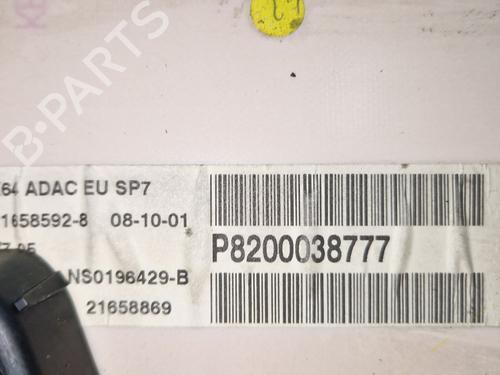 B-PARTS
64 ADAC EU SP7
1658592-8 08-10-01
P8200038777
NS0196429-B
21658869